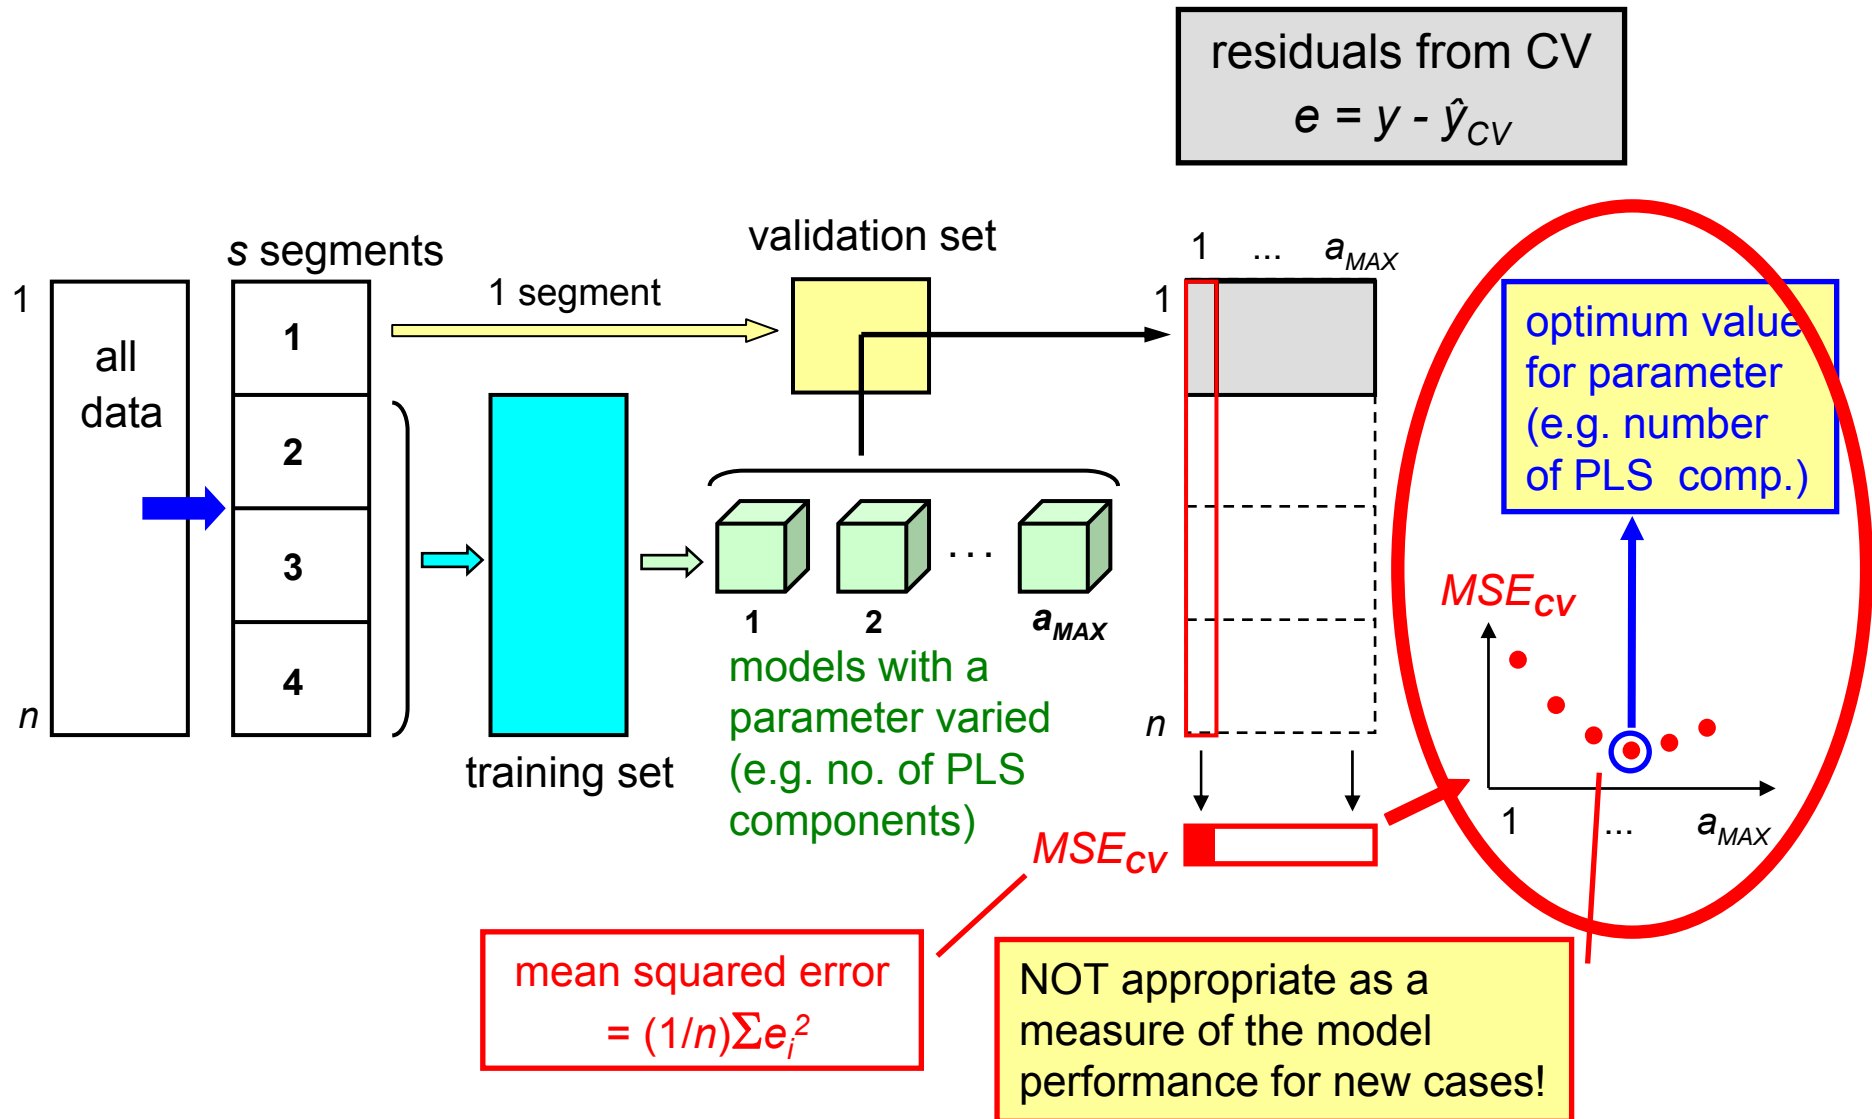 residuals from CV
e = y - ŷCV
s segments
1
all
data
n
1
2
3
4
1 segment
validation set
training set
1
2
...
aMAX
models with a
parameter varied
(e.g. no. of PLS
components)
1 ... aMAX
1
n
MSECV
mean squared error
= (1/n)Σei²
optimum value
for parameter
(e.g. number
of PLS comp.)
MSECV
1 ... aMAX
NOT appropriate as a
measure of the model
performance for new cases!